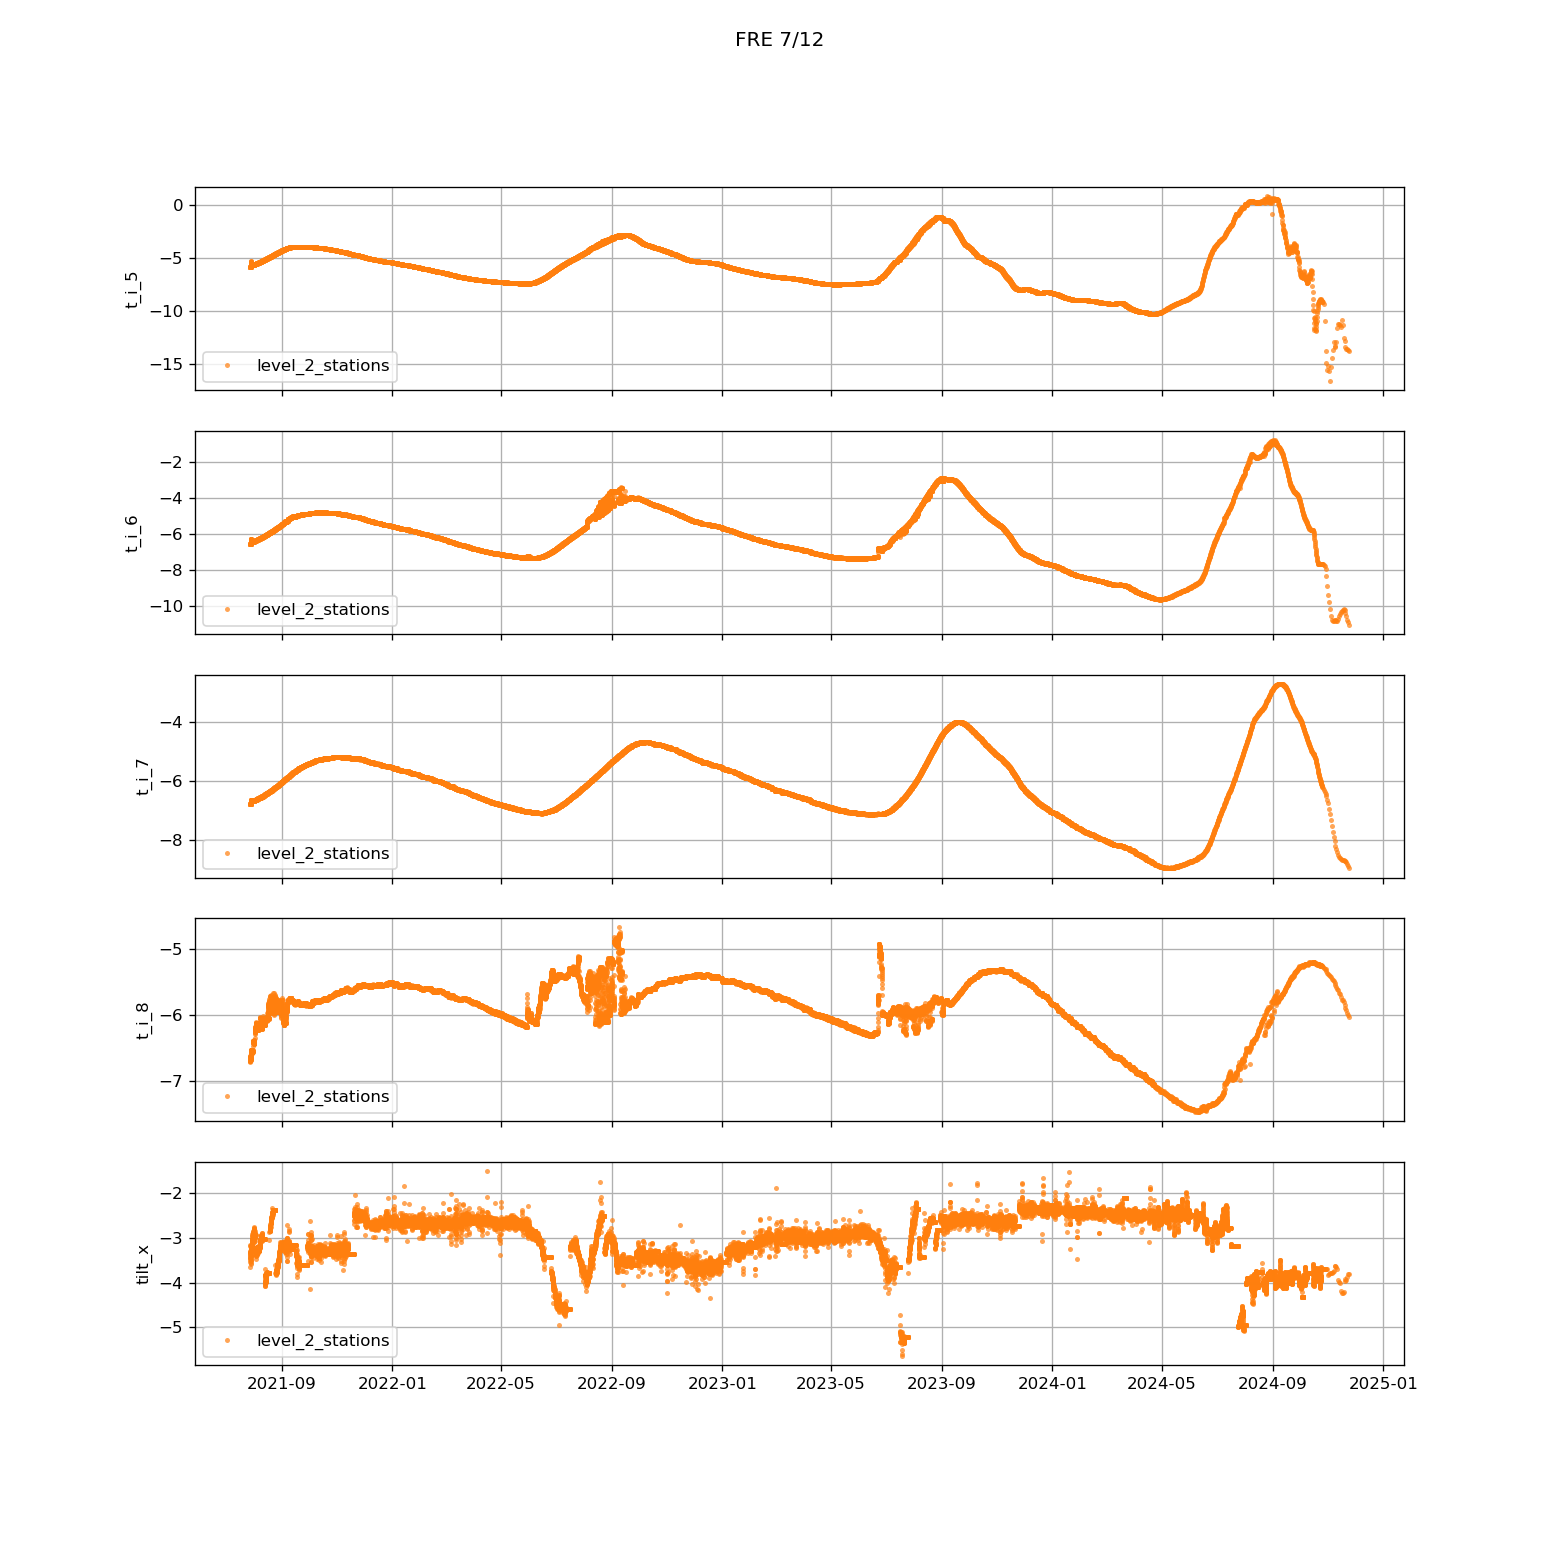 FRE 7/12
0
−5
−10
−15
t_i_5
level_2_stations
−2
−4
−6
−8
−10
t_i_6
level_2_stations
−4
−6
−8
t_i_7
level_2_stations
−5
−6
−7
t_i_8
level_2_stations
−2
−3
−4
−5
tilt_x
level_2_stations
2021-09 2022-01 2022-05 2022-09 2023-01 2023-05 2023-09 2024-01 2024-05 2024-09 2025-01